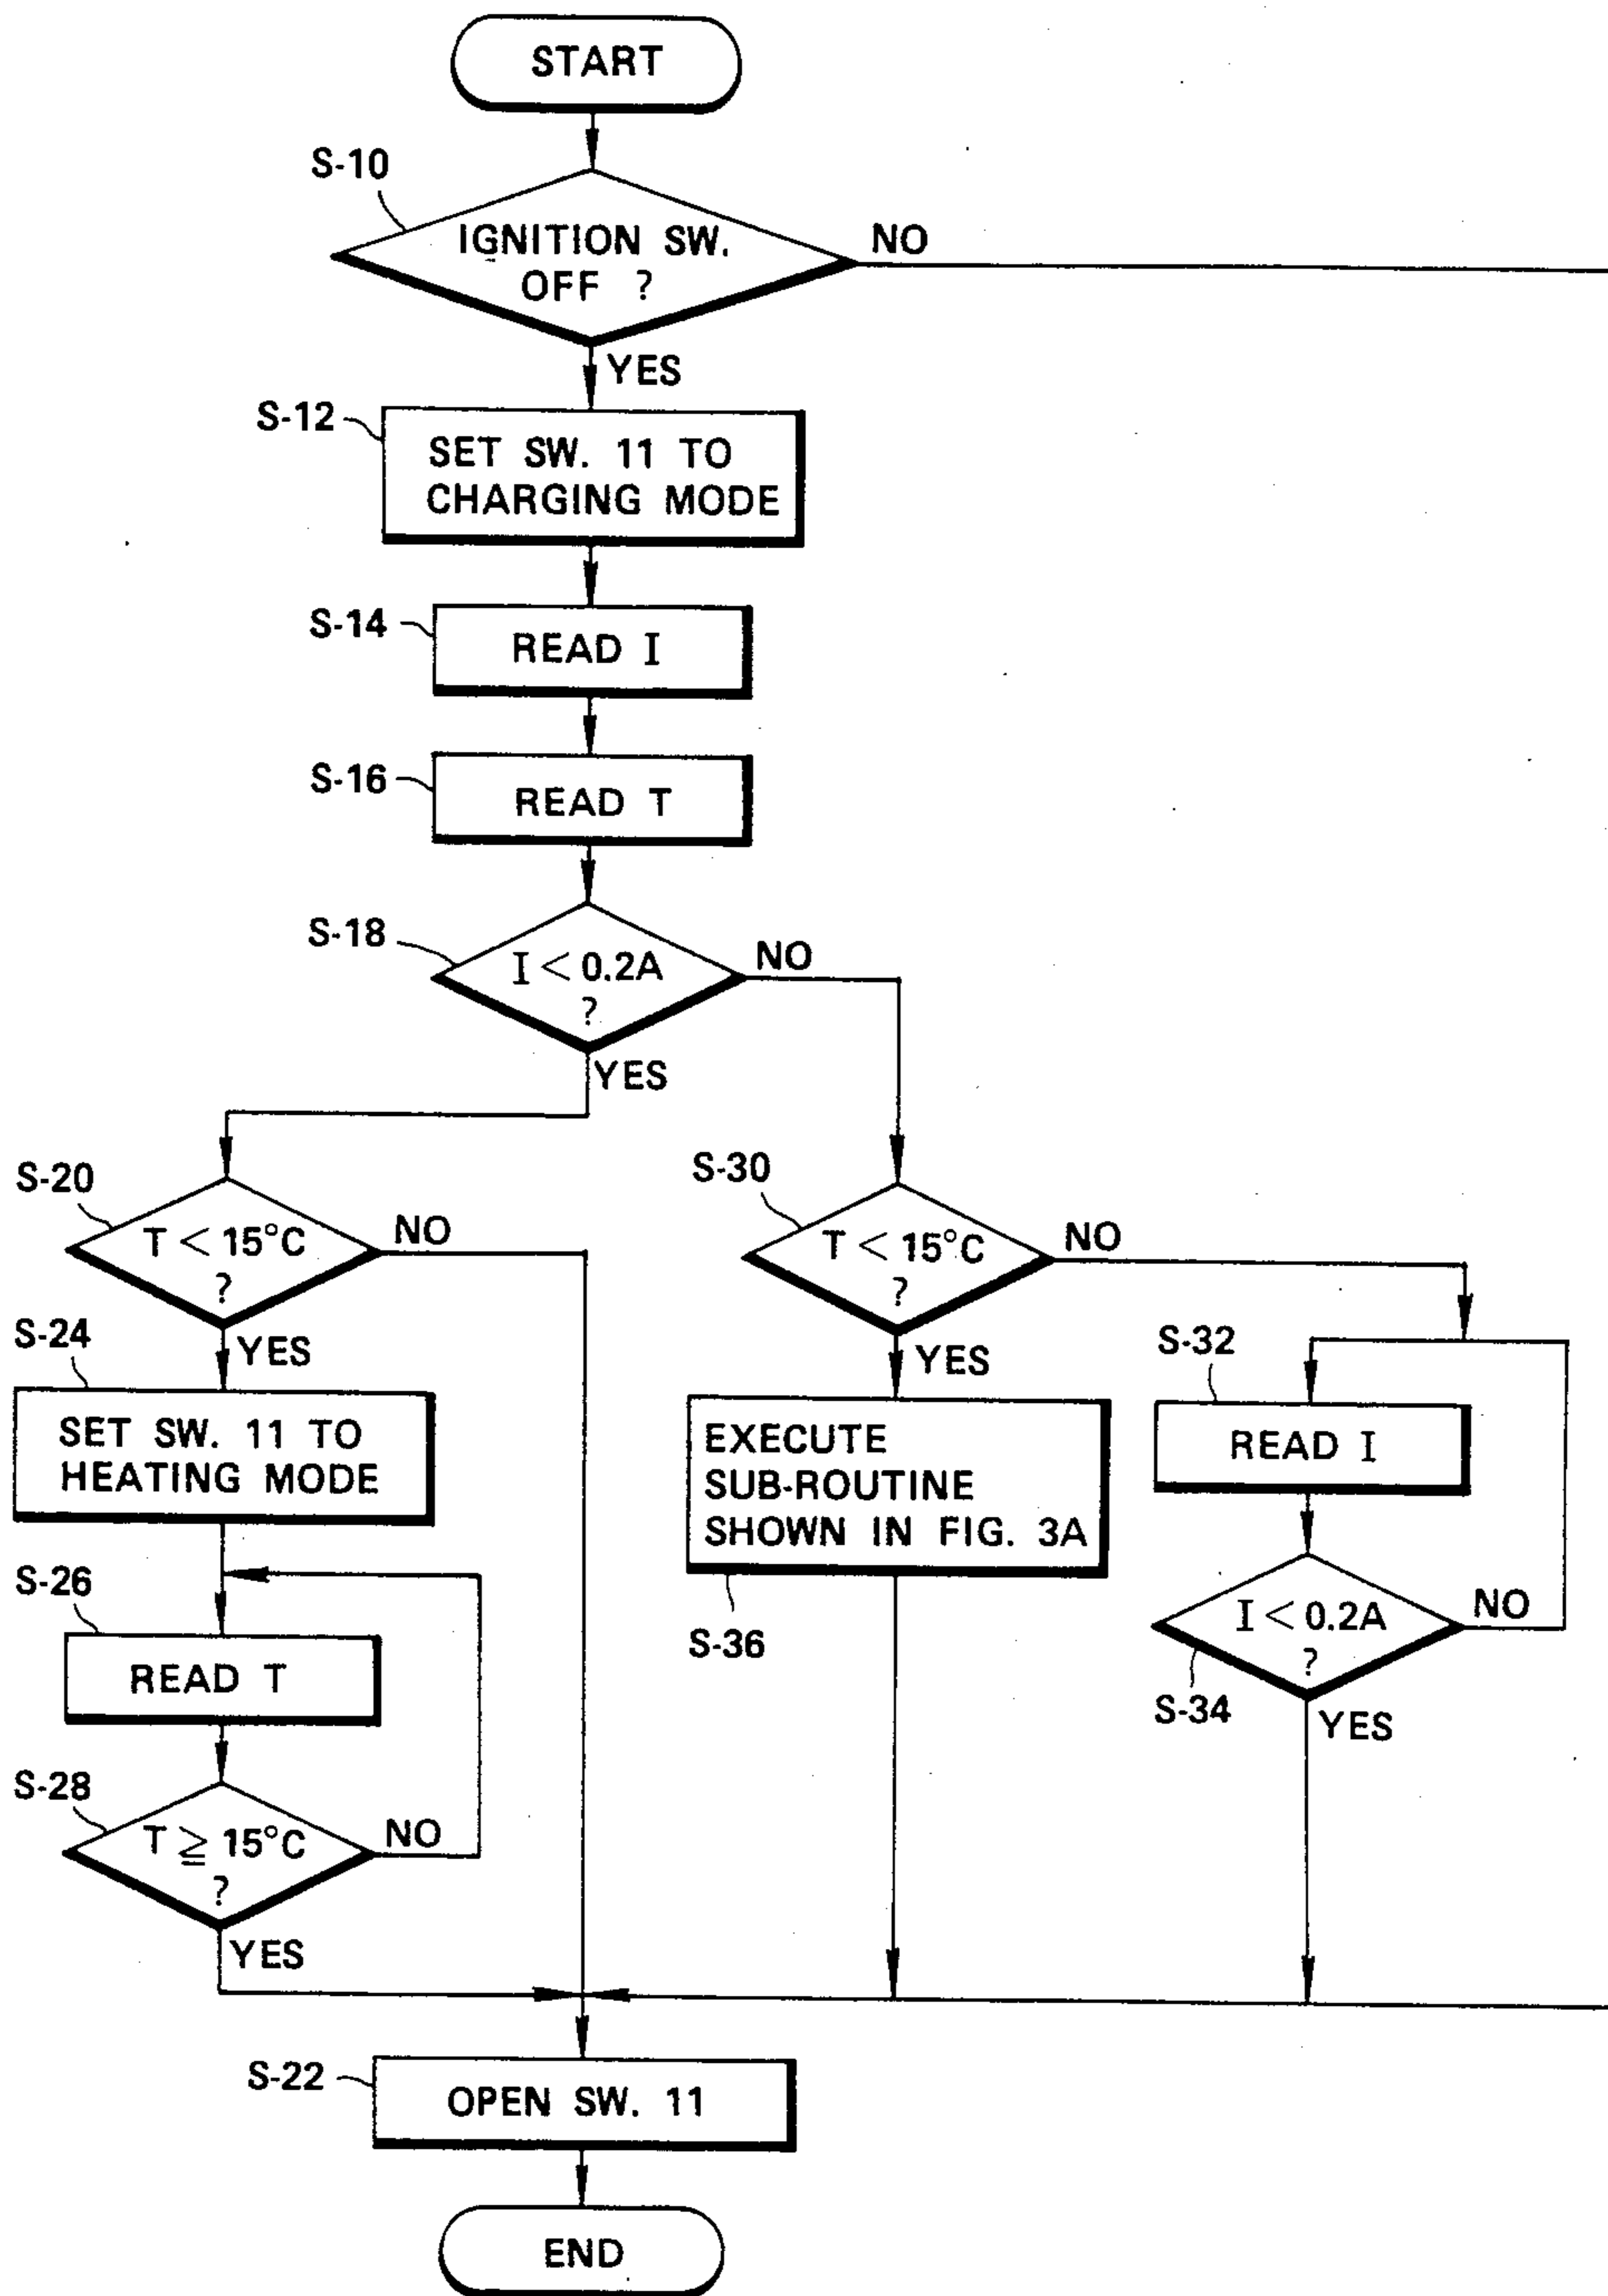 START
S-10
IGNITION SW.
OFF ?
NO
YES
S-12
SET SW. 11 TO
CHARGING MODE
S-14
READ I
S-16
READ T
S-18
I < 0.2A
?
NO
YES
S-20
T < 15°C
?
NO
YES
S-24
SET SW. 11 TO
HEATING MODE
S-26
READ T
S-28
T ≧ 15°C
?
NO
YES
S-30
T < 15°C
?
NO
YES
EXECUTE
SUB-ROUTINE
SHOWN IN FIG. 3A
S-36
S-32
READ I
I < 0.2A
?
NO
S-34
YES
S-22
OPEN SW. 11
END